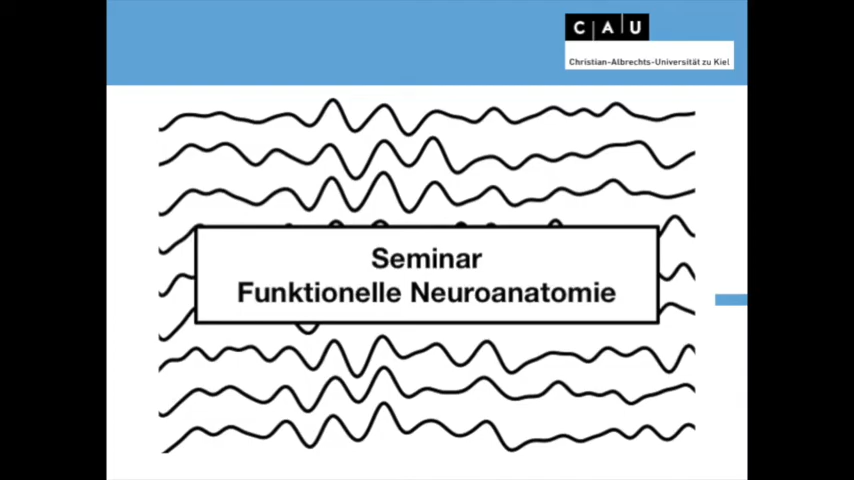 CAU
Christian-Albrechts-Universität zu Kiel
Seminar
Funktionelle Neuroanatomie